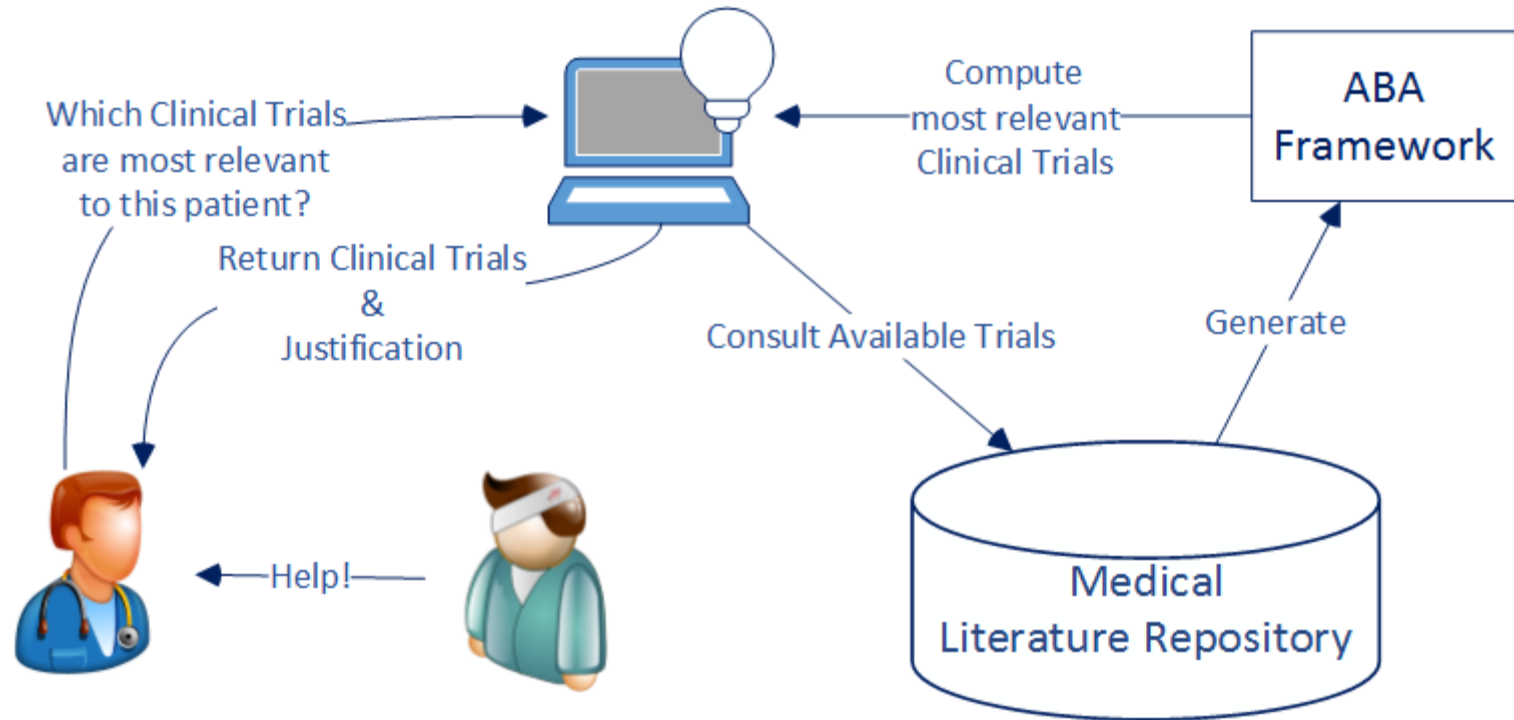 Which Clinical Trials
are most relevant
to this patient?
Compute
most relevant
Clinical Trials
ABA
Framework
Return Clinical Trials
&
Justification
Consult Available Trials
Generate
Help!
Medical
Literature Repository